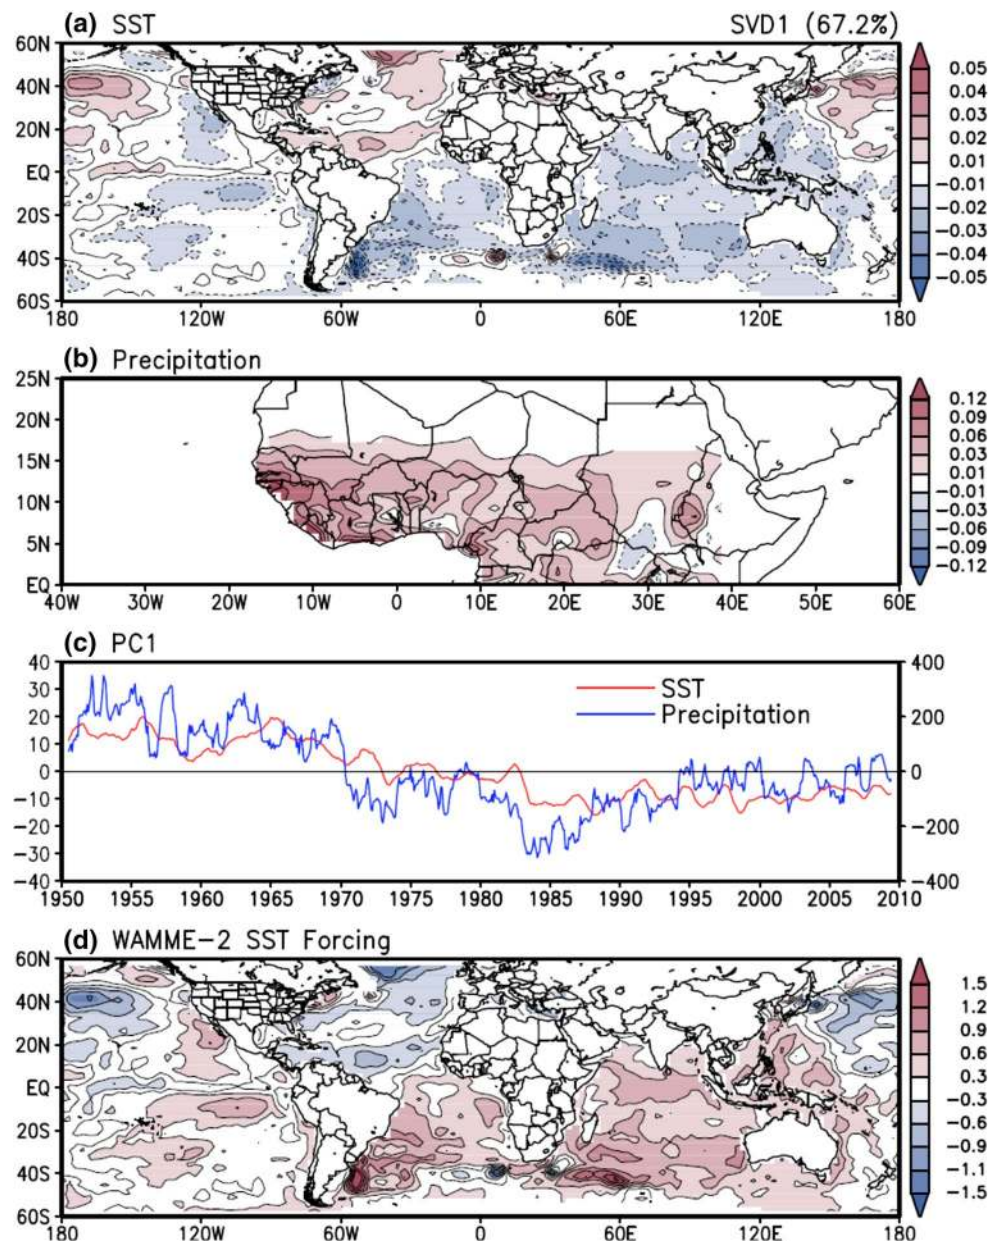 (a) SST SVD1 (67.2%)
60N
40N
20N
EQ
20S
40S
60S
180 120W 60W 0 60E 120E 180
0.05
0.04
0.03
0.02
0.01
−0.01
−0.02
−0.03
−0.04
−0.05
(b) Precipitation
25N
20N
15N
10N
5N
EQ
40W 30W 20W 10W 0 10E 20E 30E 40E 50E 60E
0.12
0.09
0.06
0.03
0.01
−0.01
−0.03
−0.06
−0.09
−0.12
(c) PC1
40
30
20
10
0
−10
−20
−30
−40
400
200
0
−200
−400
SST
Precipitation
1950 1955 1960 1965 1970 1975 1980 1985 1990 1995 2000 2005 2010
(d) WAMME−2 SST Forcing
60N
40N
20N
EQ
20S
40S
60S
180 120W 60W 0 60E 120E 180
1.5
1.2
0.9
0.6
0.3
−0.3
−0.6
−0.9
−1.1
−1.5